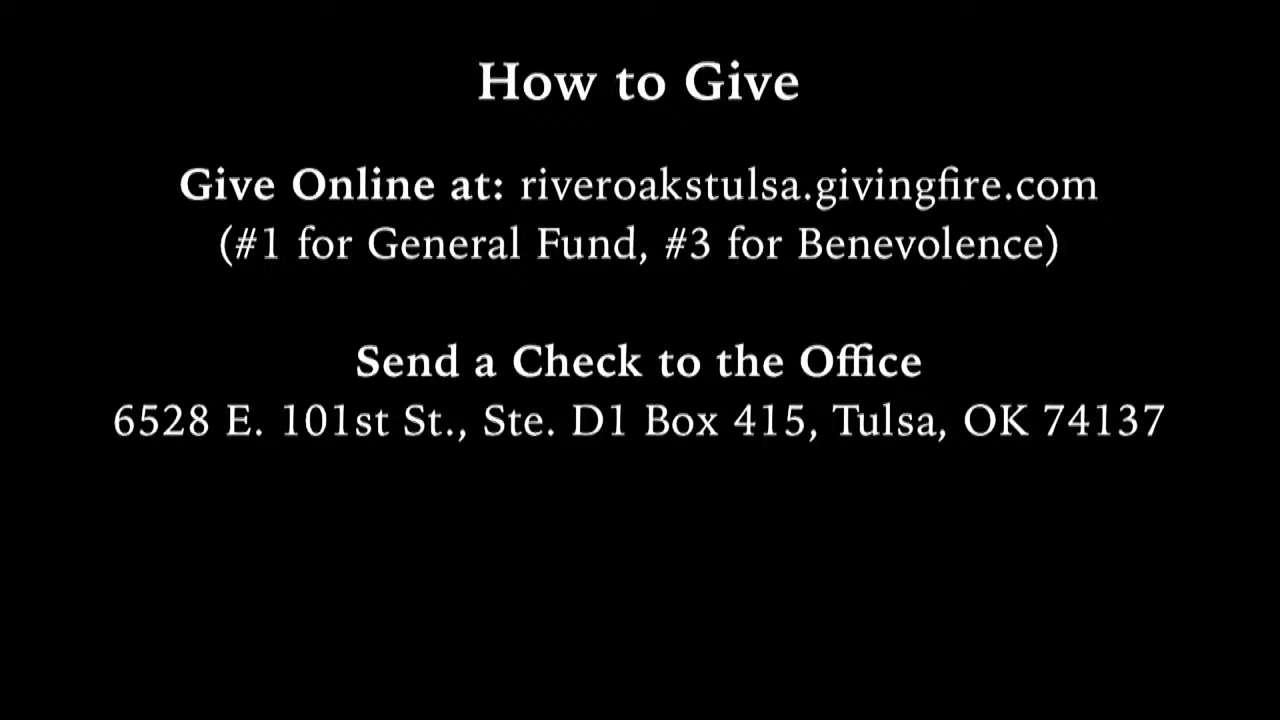 How to Give
Give Online at: riveroakstulsa.givingfire.com
(#1 for General Fund, #3 for Benevolence)
Send a Check to the Office
6528 E. 101st St., Ste. D1 Box 415, Tulsa, OK 74137